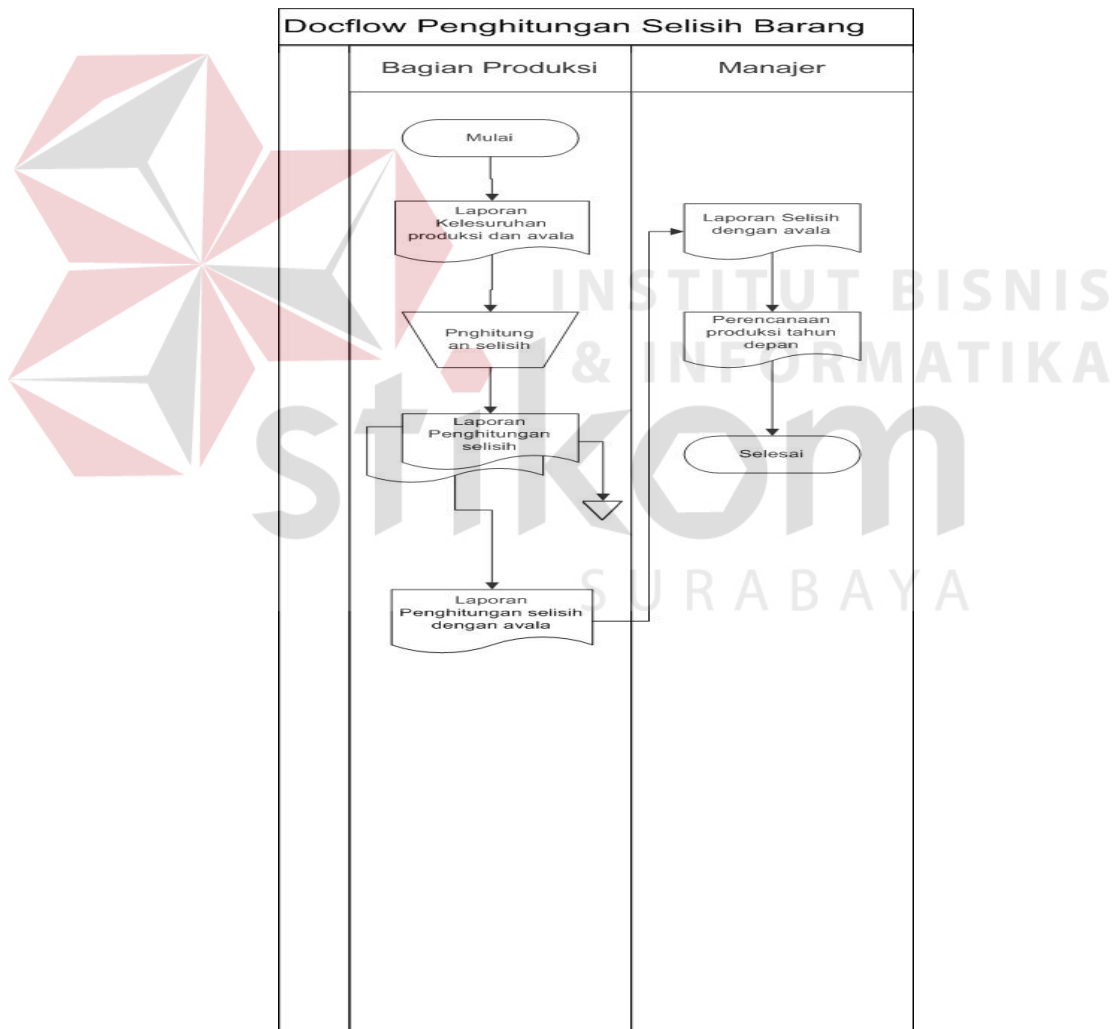 Docflow Penghitungan Selisih Barang
Bagian Produksi
Manajer
Mulai
Laporan
Kelesuruhan
produksi dan avala
Pnghitung
an selisih
Laporan
Penghitungan
selisih
Laporan
Penghitungan selisih
dengan avala
Laporan Selisih
dengan avala
Perencanaan
produksi tahun
depan
Selesai
INSTITUT BISNIS
& INFORMATIKA
stikom
SURABAYA